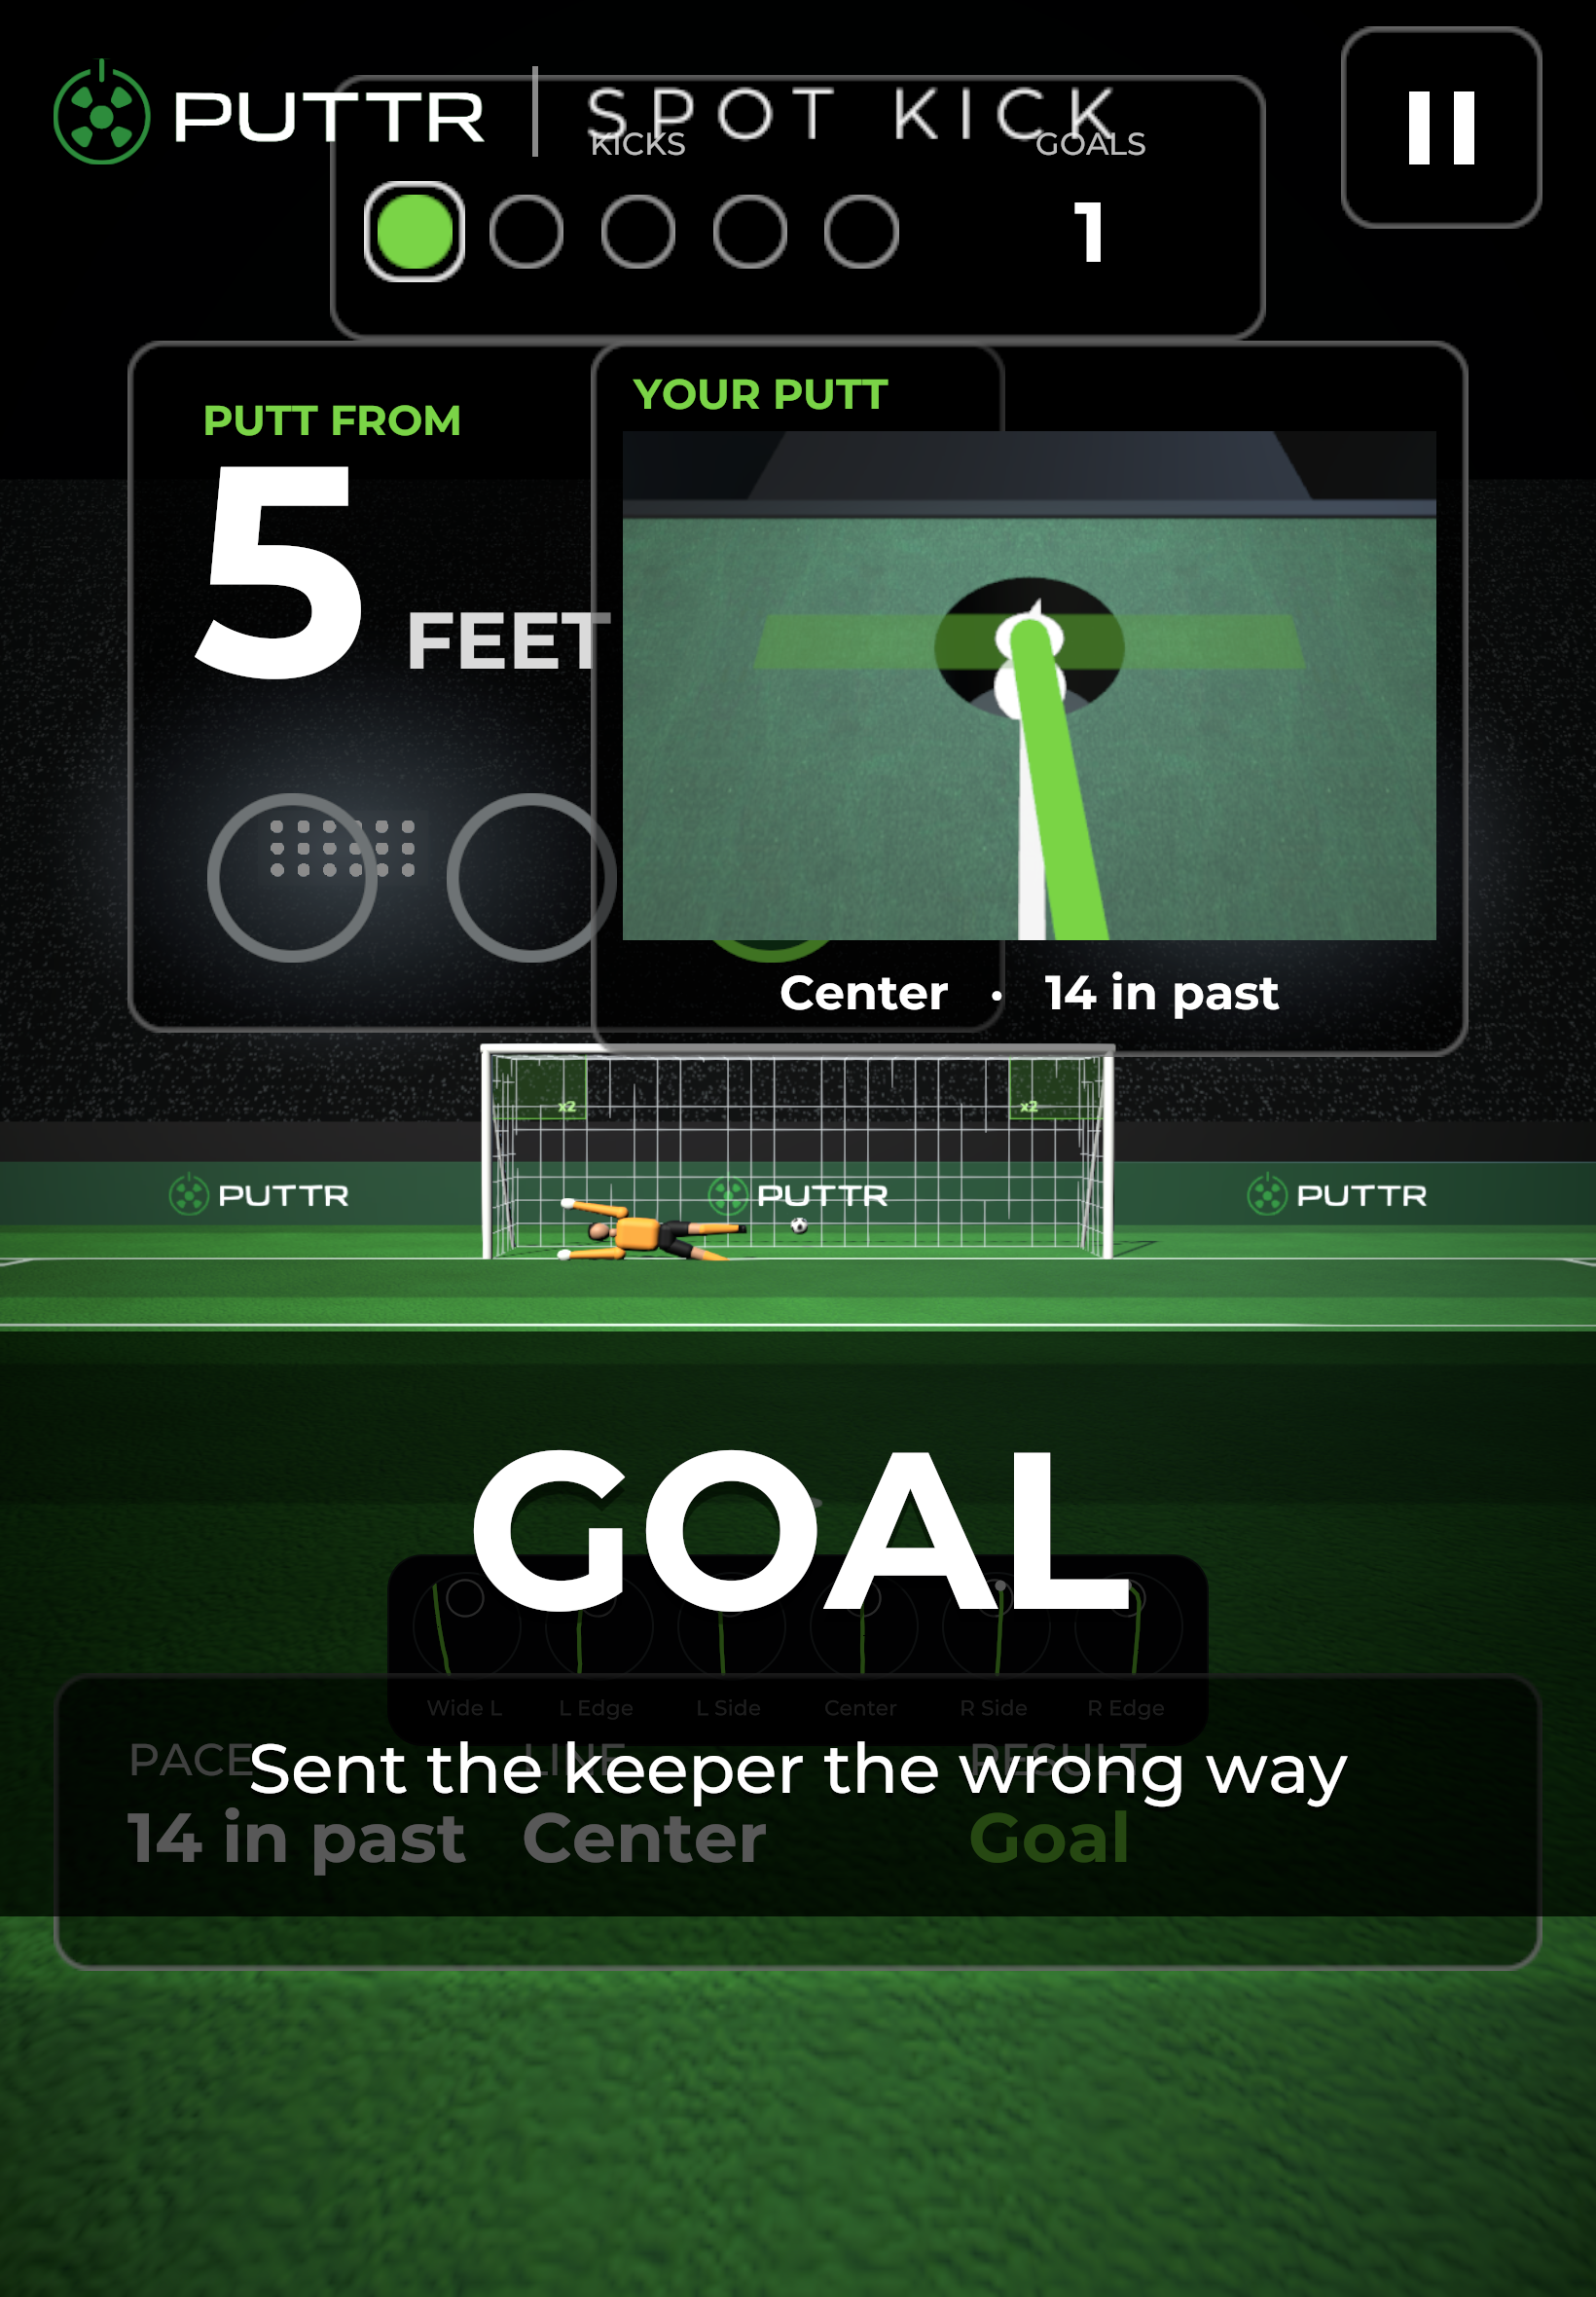 PUTTR | SPOT KICK
KICKS GOALS
1
PUTT FROM
5 FEET
YOUR PUTT
Center · 14 in past
x2 x2
PUTTR PUTTR PUTTR
GOAL
Wide L L Edge L Side Center R Side R Edge
PACE LINE RESULT
Sent the keeper the wrong way
14 in past Center Goal